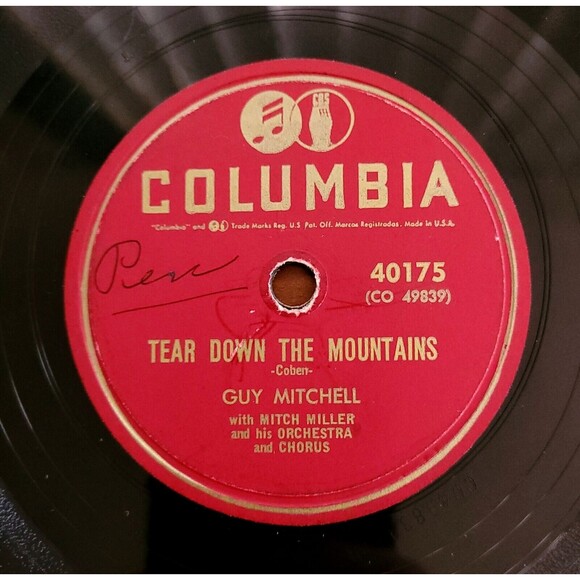 CBS
COLUMBIA
"Columbia" and Trade Marks Reg. U.S. Pat. Off. Marcas Registradas. Made in U.S.A.
40175
(CO 49839)
TEAR DOWN THE MOUNTAINS
-Coben-
GUY MITCHELL
with MITCH MILLER
and his ORCHESTRA
and CHORUS